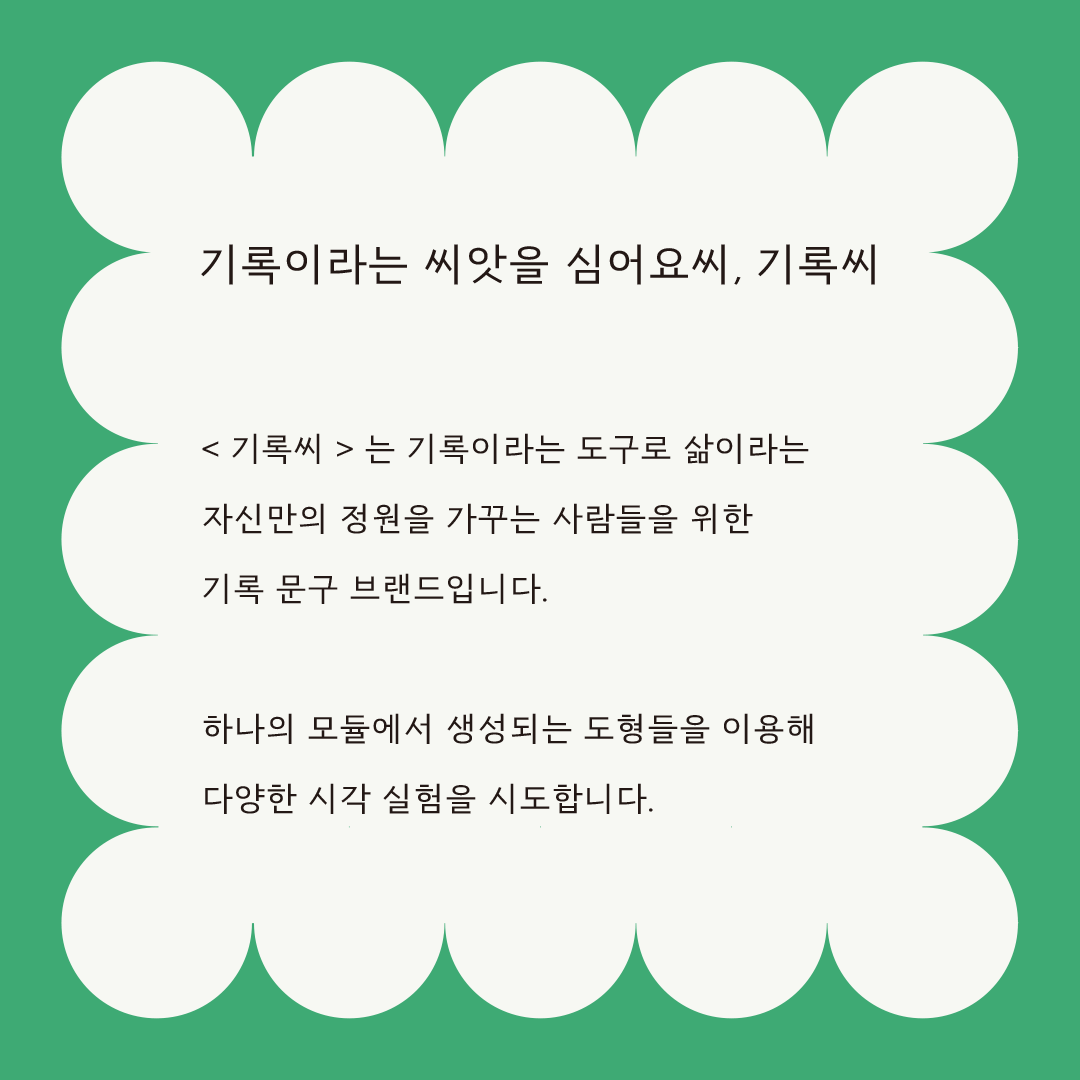 기록이라는 씨앗을 심어요씨, 기록씨
< 기록씨 > 는 기록이라는 도구로 삶이라는
자신만의 정원을 가꾸는 사람들을 위한
기록 문구 브랜드입니다.
하나의 모듈에서 생성되는 도형들을 이용해
다양한 시각 실험을 시도합니다.